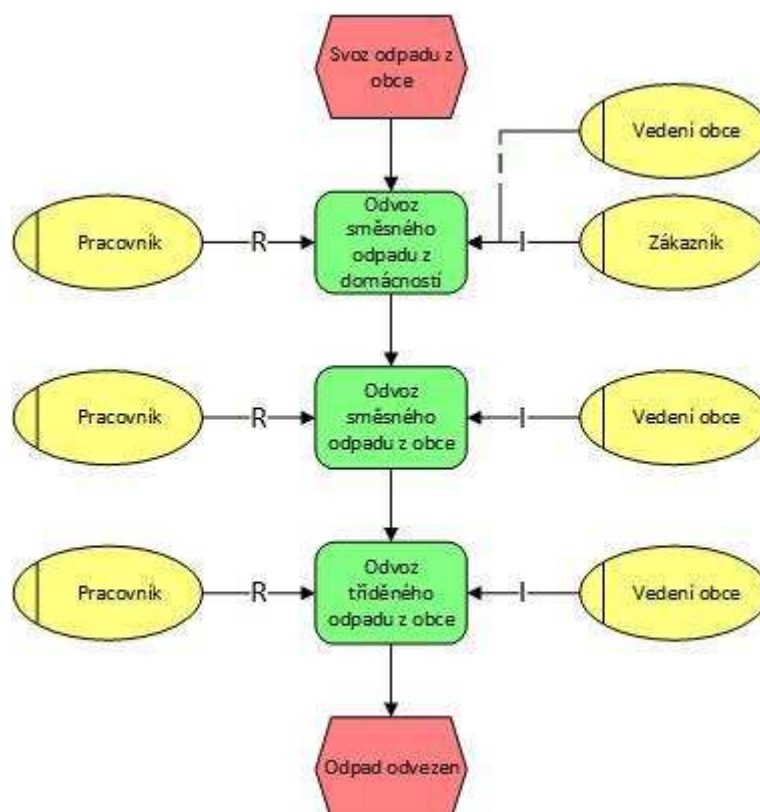 Svoz odpadu z
obce
Vedení obce
Pracovník
R
Odvoz
směsného
odpadu z
domácností
I
Zákazník
Pracovník
R
Odvoz
směsného
odpadu z obce
I
Vedení obce
Pracovník
R
Odvoz
tříděného
odpadu z obce
I
Vedení obce
Odpad odvezen